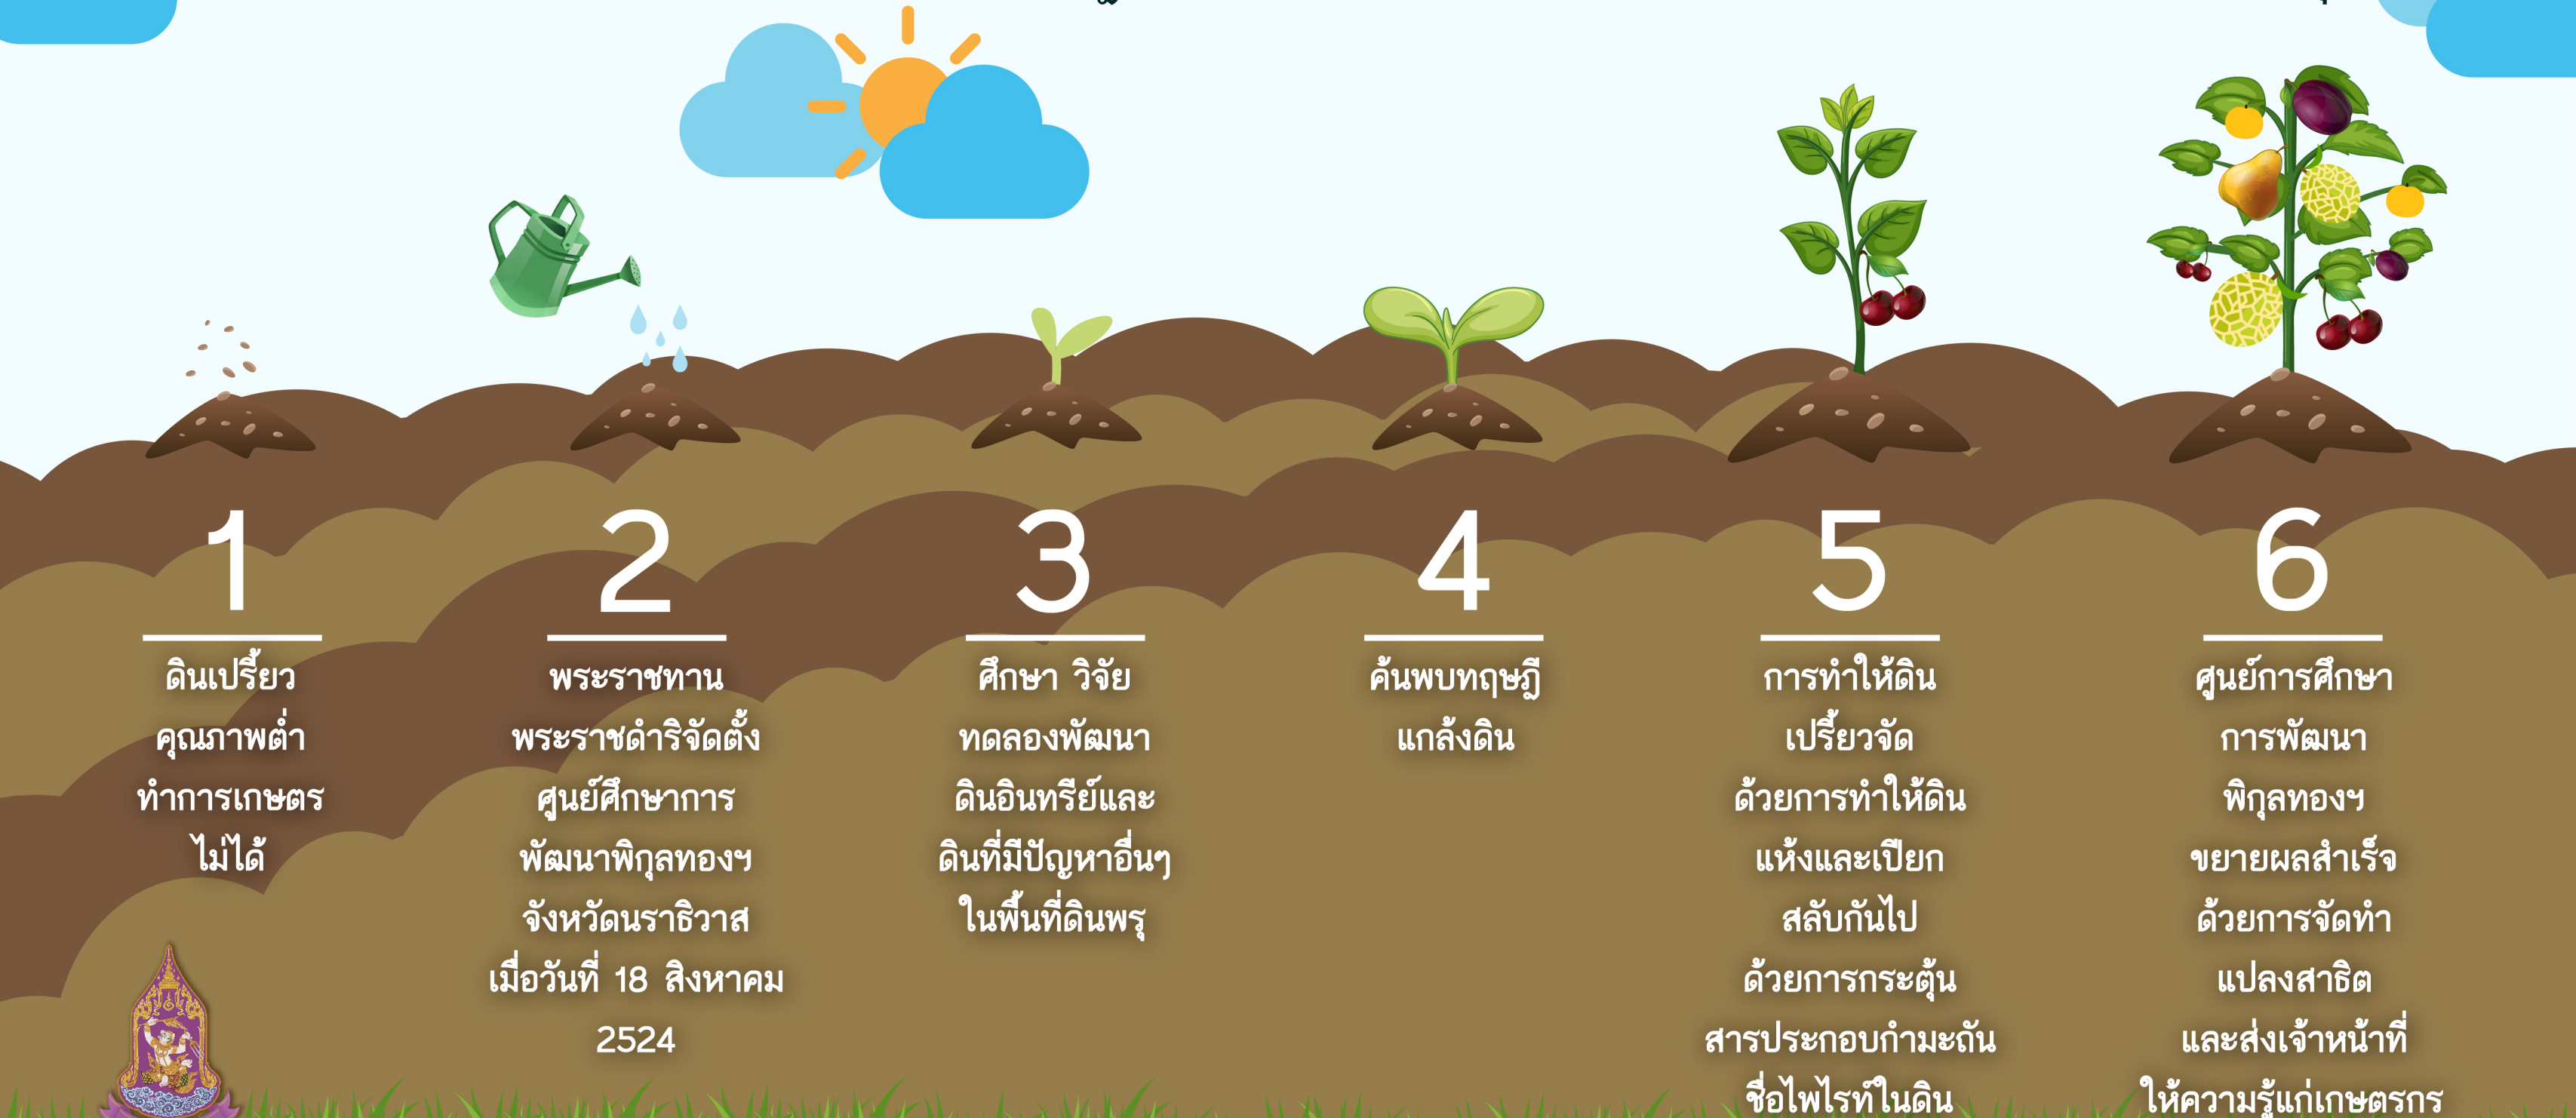 1
ดินเปรี้ยว
คุณภาพต่ำ
ทำการเกษตร
ไม่ได้
2
พระราชทาน
พระราชดำริจัดตั้ง
ศูนย์ศึกษาการ
พัฒนาพิกุลทองฯ
จังหวัดนราธิวาส
เมื่อวันที่ 18 สิงหาคม
2524
3
ศึกษา วิจัย
ทดลองพัฒนา
ดินอินทรีย์และ
ดินที่มีปัญหาอื่นๆ
ในพื้นที่ดินพรุ
4
ค้นพบทฤษฎี
แกล้งดิน
5
การทำให้ดิน
เปรี้ยวจัด
ด้วยการทำให้ดิน
แห้งและเปียก
สลับกันไป
ด้วยการกระตุ้น
สารประกอบกำมะถัน
ชื่อไพไรท์ในดิน
6
ศูนย์การศึกษา
การพัฒนา
พิกุลทองฯ
ขยายผลสำเร็จ
ด้วยการจัดทำ
แปลงสาธิต
และส่งเจ้าหน้าที่
ให้ความรู้แก่เกษตรกร